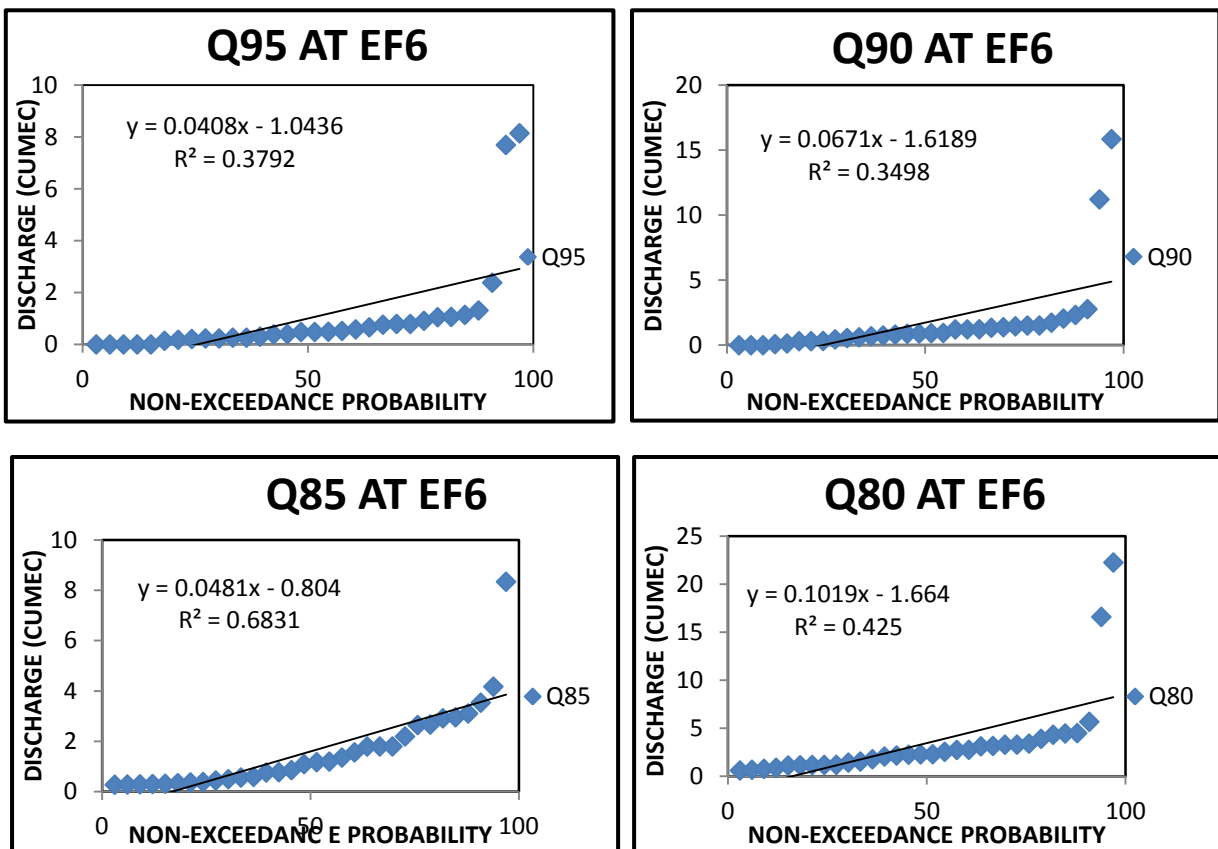 Q95 AT EF6
DISCHARGE (CUMEC)
10
8
6
4
2
0
y = 0.0408x - 1.0436
R² = 0.3792
Q95
0
50
100
NON-EXCEEDANCE PROBABILITY
Q90 AT EF6
DISCHARGE (CUMEC)
20
15
10
5
0
y = 0.0671x - 1.6189
R² = 0.3498
Q90
0
50
100
NON-EXCEEDANCE PROBABILITY
Q85 AT EF6
DISCHARGE (CUMEC)
10
8
6
4
2
0
y = 0.0481x - 0.804
R² = 0.6831
Q85
0
50
100
NON-EXCEEDANC E PROBABILITY
Q80 AT EF6
DISCHARGE (CUMEC)
25
20
15
10
5
0
y = 0.1019x - 1.664
R² = 0.425
Q80
0
50
100
NON-EXCEEDANCE PROBABILITY